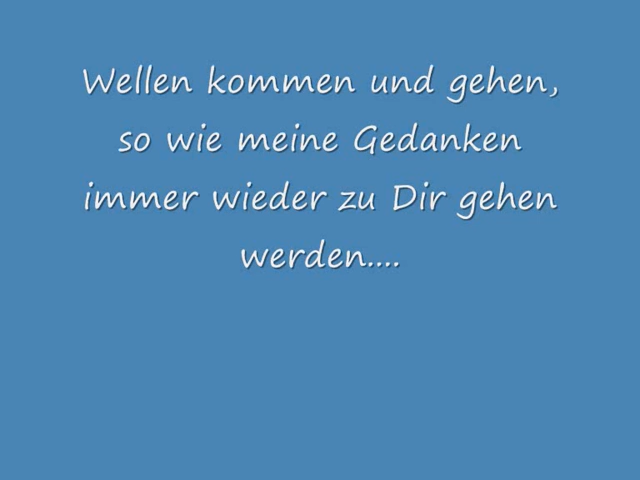 Wellen kommen und gehen,
so wie meine Gedanken
immer wieder zu Dir gehen
werden....